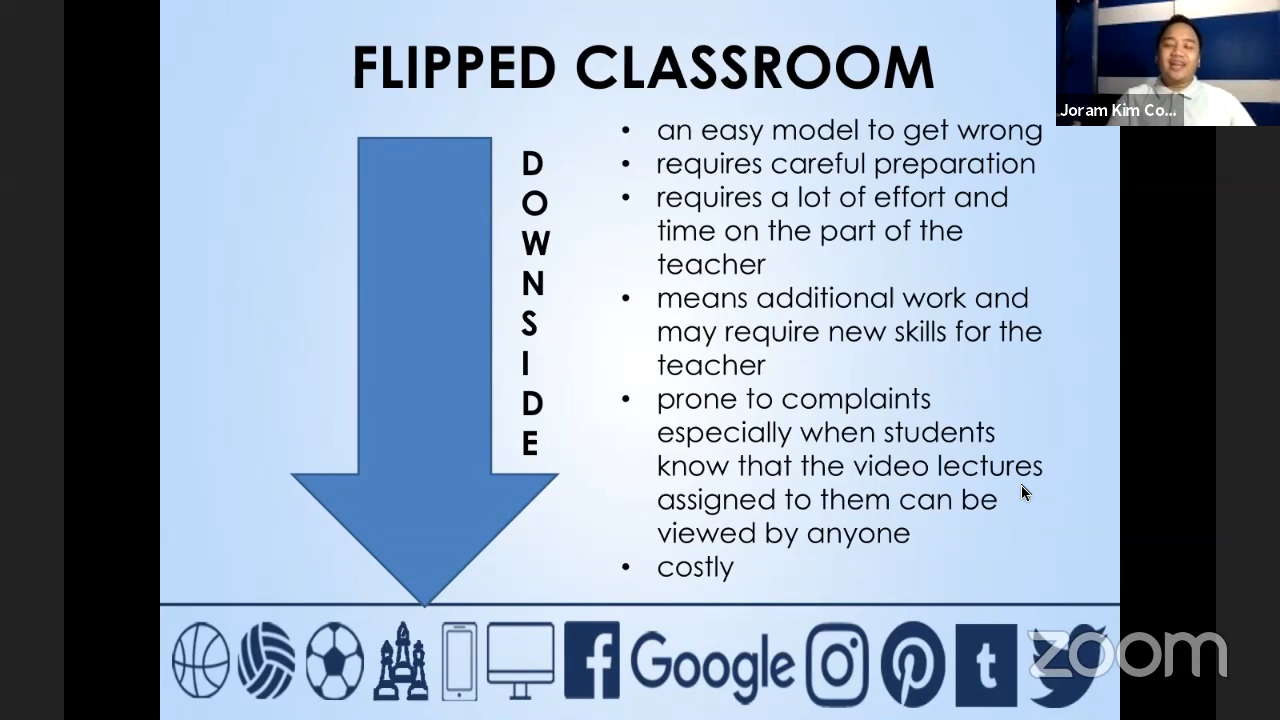 FLIPPED CLASSROOM
Joram Kim Co...
DOWNSIDE
• an easy model to get wrong
• requires careful preparation
• requires a lot of effort and
time on the part of the
teacher
• means additional work and
may require new skills for the
teacher
• prone to complaints
especially when students
know that the video lectures
assigned to them can be
viewed by anyone
• costly
f
Google
t
zoom